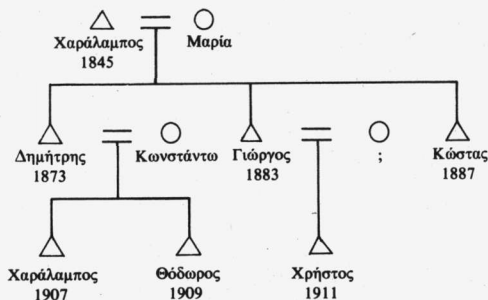 Χαράλαμπος Μαρία
1845
Δημήτρης Κωνστάντω Γιώργος ; Κώστας
1873 1883 1887
Χαράλαμπος Θόδωρος Χρήστος
1907 1909 1911